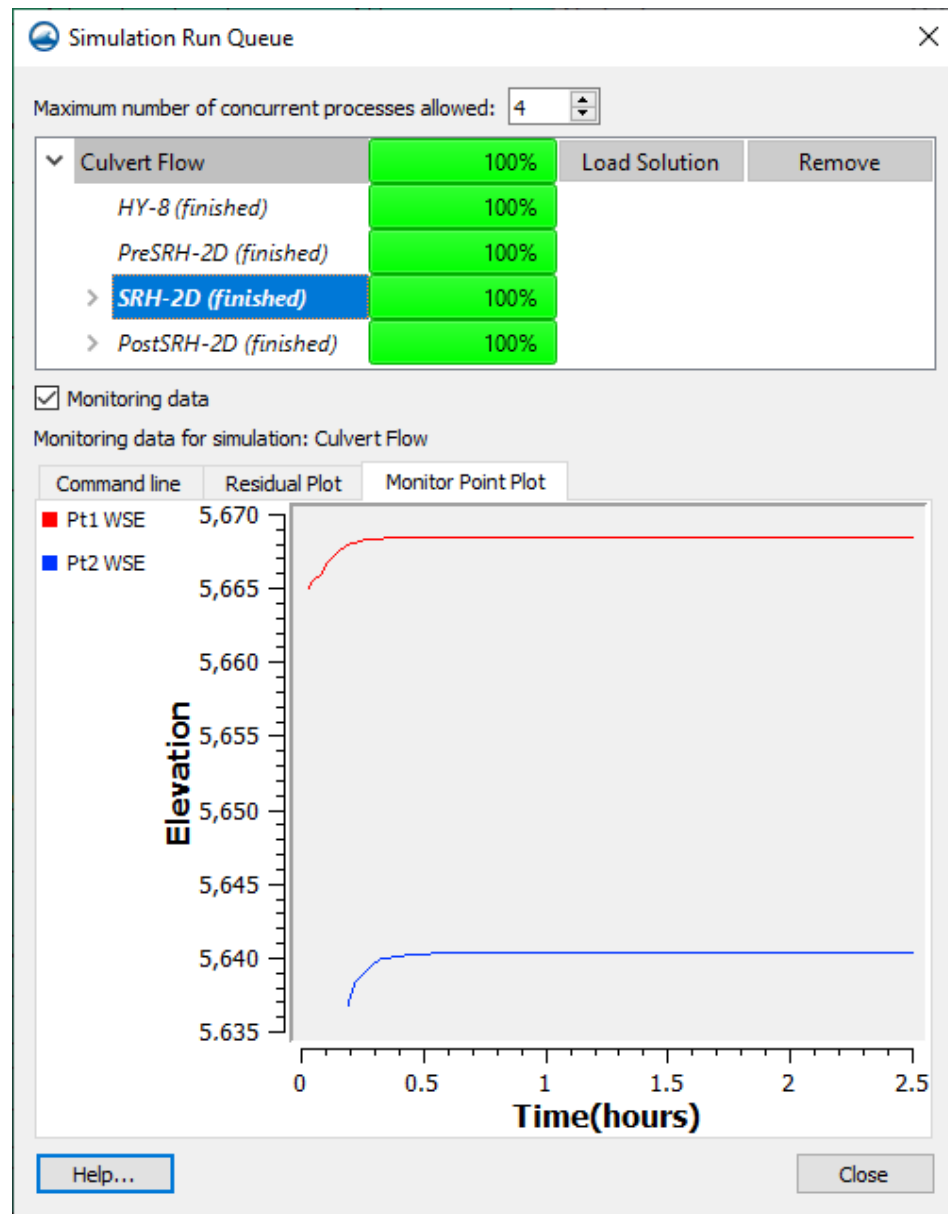 Simulation Run Queue
Maximum number of concurrent processes allowed: 4
Culvert Flow 100% Load Solution Remove
HY-8 (finished) 100%
PreSRH-2D (finished) 100%
SRH-2D (finished) 100%
PostSRH-2D (finished) 100%
Monitoring data
Monitoring data for simulation: Culvert Flow
Command line Residual Plot Monitor Point Plot
Pt1 WSE
Pt2 WSE
5,670
5,665
5,660
5,655
5,650
5,645
5,640
5.635
Elevation
0 0.5 1 1.5 2 2.5
Time(hours)
Help... Close